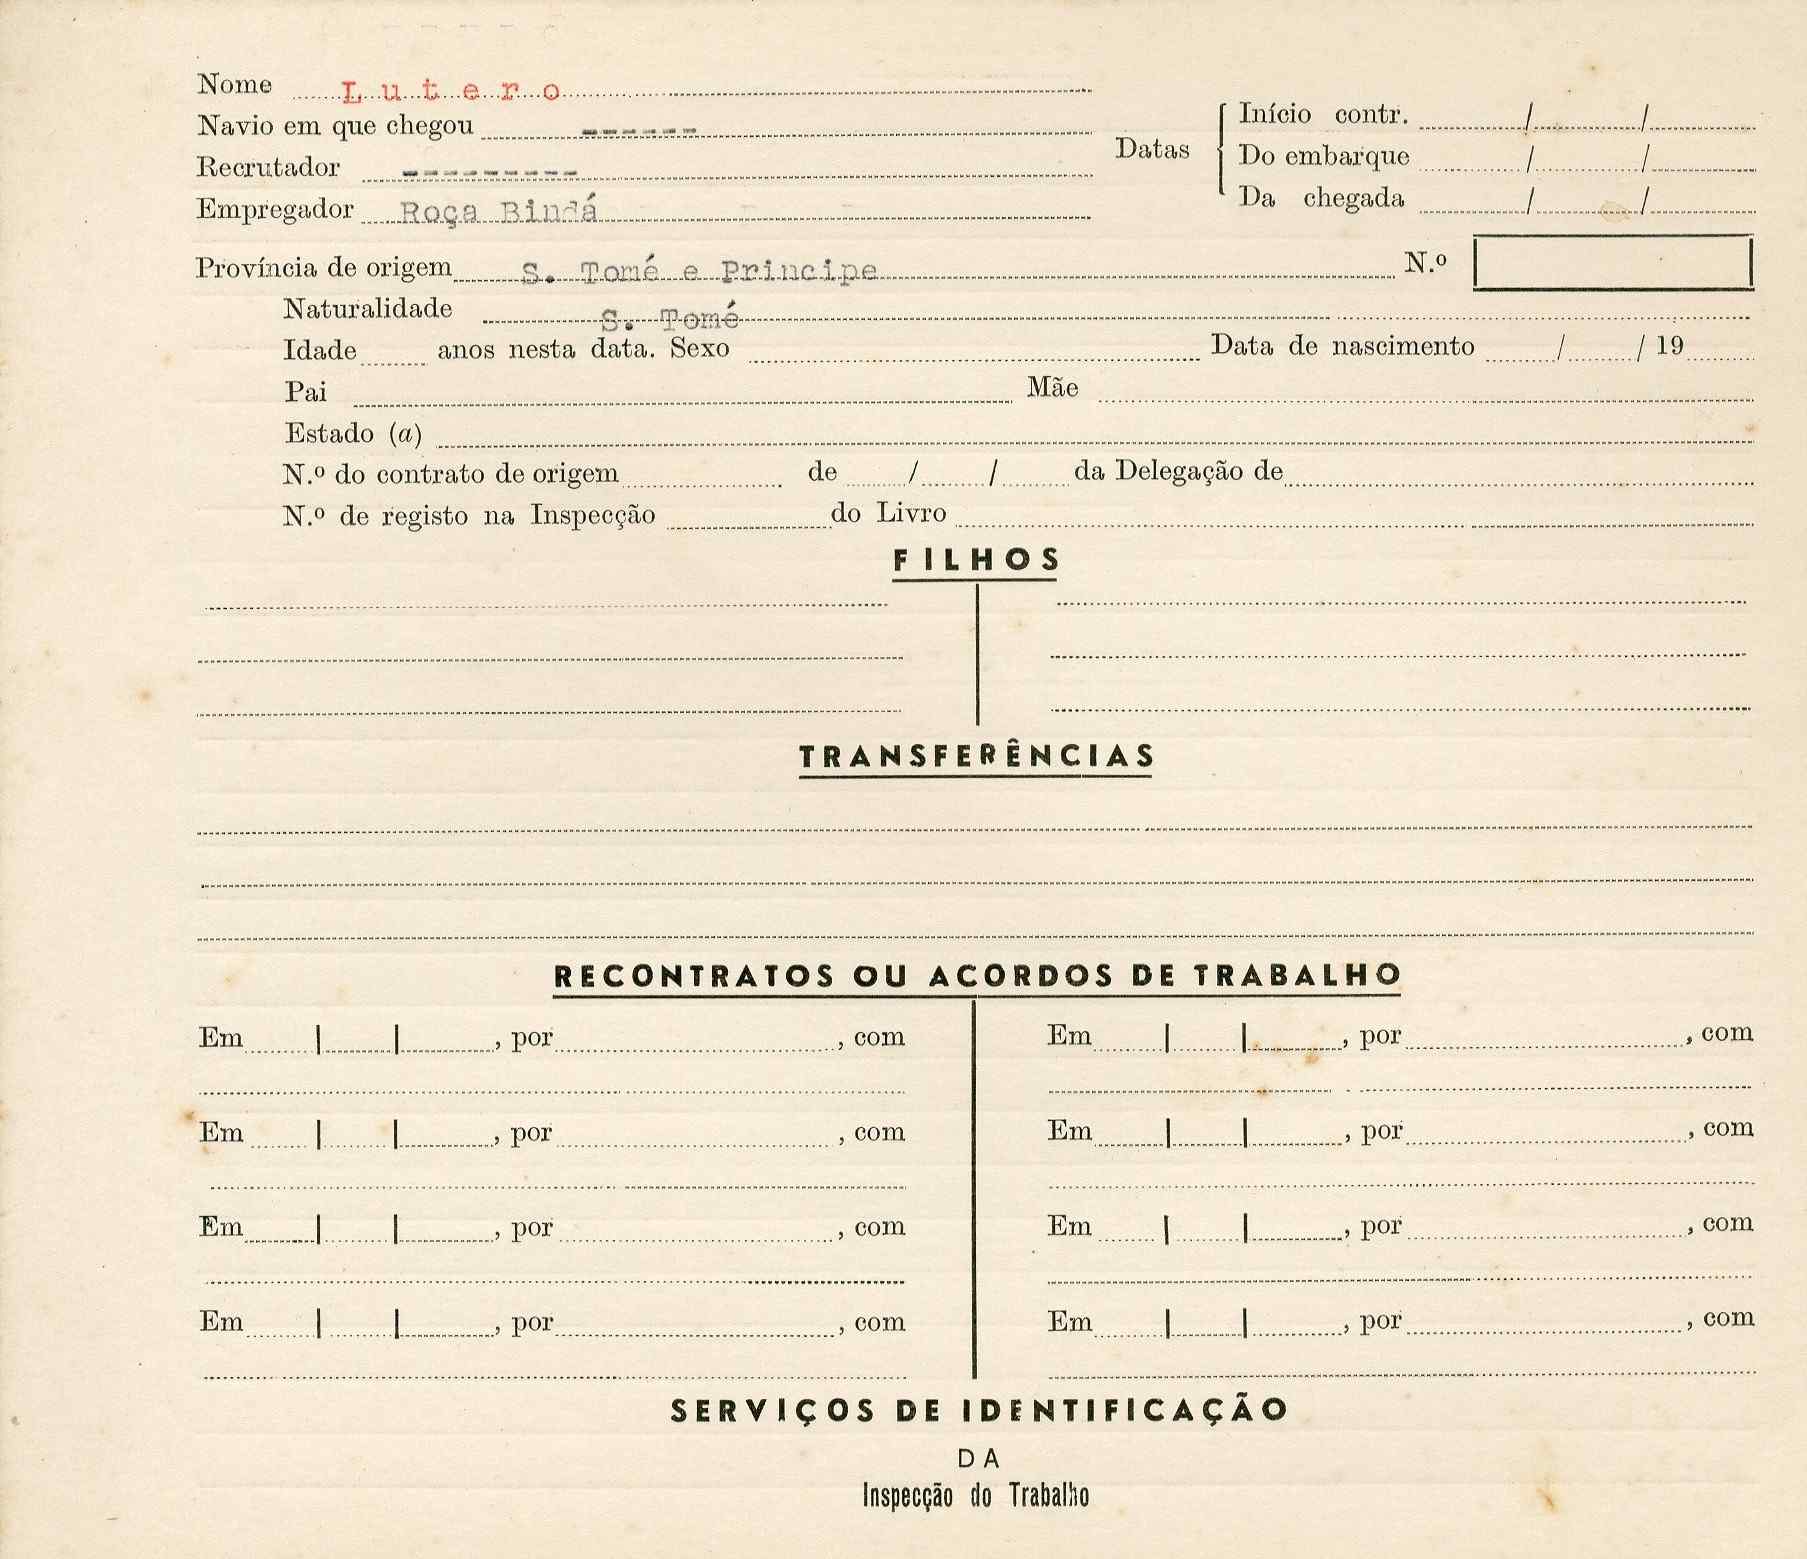 Nome L u t e r o
Navio em que chegou ------
Recrutador ---------
Empregador Roça Bindá
Datas
Início contr. / /
Do embarque / /
Da chegada / /
Província de origem S. Tomé e Principe N.º
Naturalidade S. Tomé
Idade anos nesta data. Sexo Data de nascimento / / 19
Pai Mãe
Estado (a)
N.º do contrato de origem de / / da Delegação de
N.º de registo na Inspecção do Livro
FILHOS
TRANSFERÊNCIAS
RECONTRATOS OU ACORDOS DE TRABALHO
Em | | , por , com Em | | , por , com
Em | | , por , com Em | | , por , com
Em | | , por , com Em | | , por , com
Em | | , por , com Em | | , por , com
SERVIÇOS DE IDENTIFICAÇÃO
DA
Inspecção do Trabalho